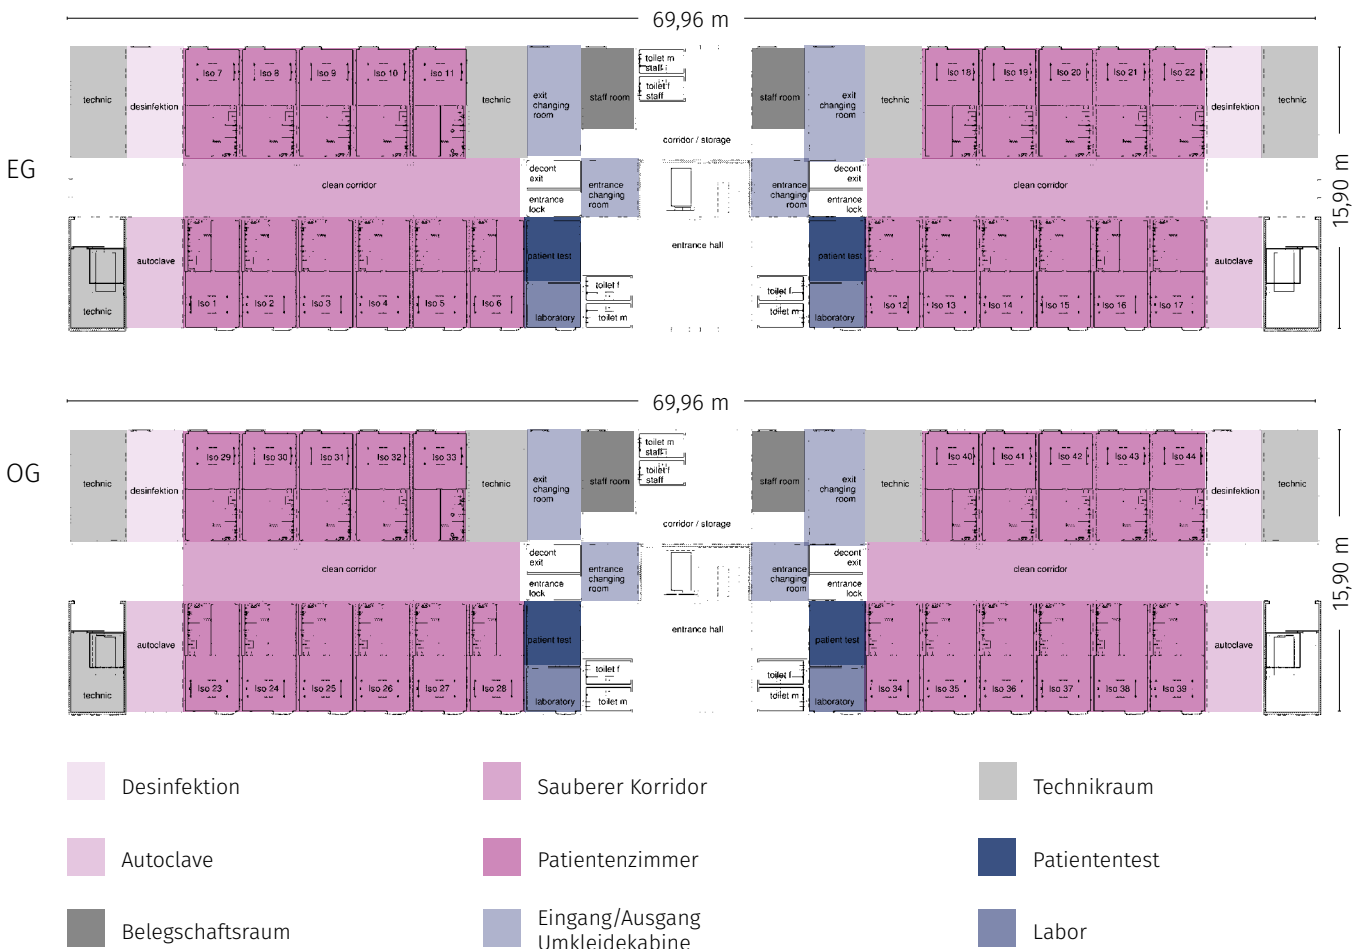 69,96 m
EG
technic
desinfektion
Iso 7
Iso 8
Iso 9
Iso 10
Iso 11
technic
exit
changing
room
staff room
toilet m
staff
toilet f
staff
corridor / storage
staff room
exit
changing
room
technic
Iso 18
Iso 19
Iso 20
Iso 21
Iso 22
desinfektion
technic
clean corridor
decont
exit
entrance
lock
entrance
changing
room
entrance
changing
room
decont
exit
entrance
lock
clean corridor
15,90 m
technic
autoclave
Iso 1
Iso 2
Iso 3
Iso 4
Iso 5
Iso 6
patient test
laboratory
toilet f
toilet m
entrance hall
toilet f
toilet m
patient test
laboratory
Iso 12
Iso 13
Iso 14
Iso 15
Iso 16
Iso 17
autoclave
69,96 m
OG
technic
desinfektion
Iso 29
Iso 30
Iso 31
Iso 32
Iso 33
technic
exit
changing
room
staff room
toilet m
staff
toilet f
staff
corridor / storage
staff room
exit
changing
room
technic
Iso 40
Iso 41
Iso 42
Iso 43
Iso 44
desinfektion
technic
clean corridor
decont
exit
entrance
lock
entrance
changing
room
entrance
changing
room
decont
exit
entrance
lock
clean corridor
15,90 m
technic
autoclave
Iso 23
Iso 24
Iso 25
Iso 26
Iso 27
Iso 28
patient test
laboratory
toilet f
toilet m
entrance hall
toilet f
toilet m
patient test
laboratory
Iso 34
Iso 35
Iso 36
Iso 37
Iso 38
Iso 39
autoclave
Desinfektion
Sauberer Korridor
Technikraum
Autoclave
Patientenzimmer
Patiententest
Belegschaftsraum
Eingang/Ausgang
Umkleidekabine
Labor